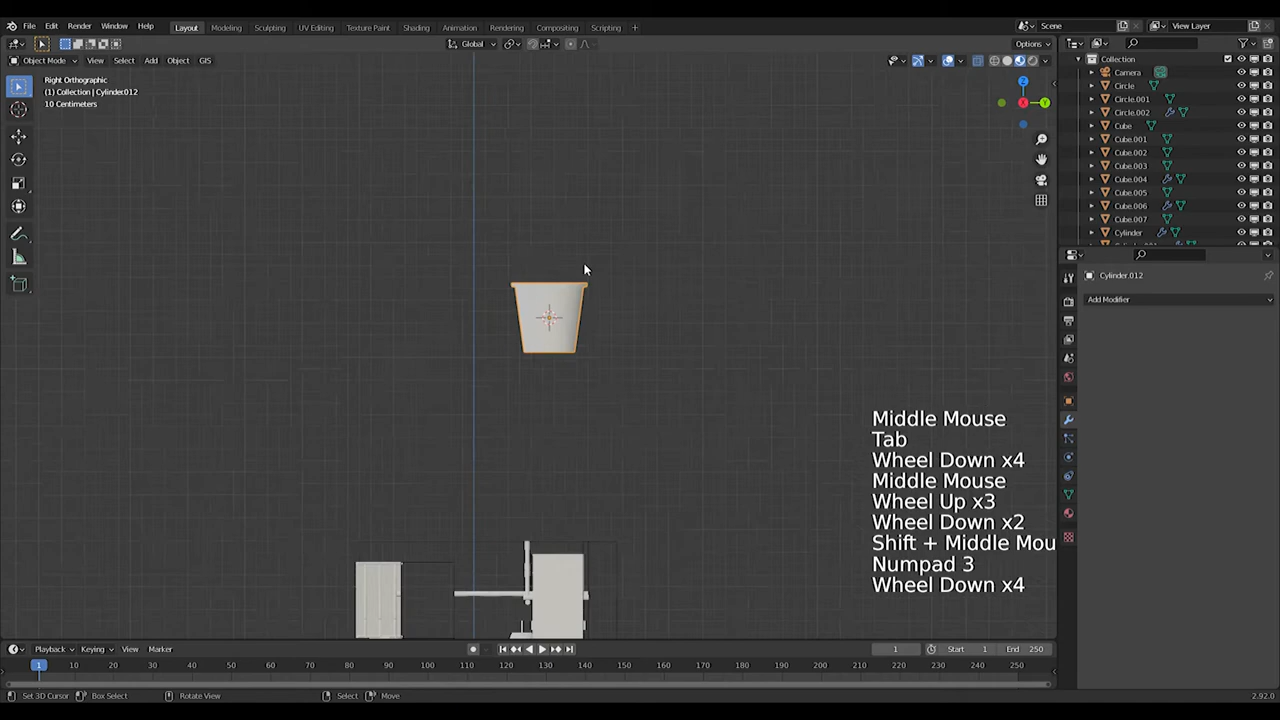 File Edit Render Window Help Layout Modeling Sculpting UV Editing Texture Paint Shading Animation Rendering Compositing Scripting + Scene View Layer
Global Options
Object Mode View Select Add Object GIS
Right Orthographic
(1) Collection | Cylinder.012
10 Centimeters
Z
Y
Collection
Camera
Circle
Circle.001
Circle.002
Cube
Cube.001
Cube.002
Cube.003
Cube.004
Cube.005
Cube.006
Cube.007
Cylinder
Cylinder.012
Add Modifier
Middle Mouse
Tab
Wheel Down x4
Middle Mouse
Wheel Up x3
Wheel Down x2
Shift + Middle Mou
Numpad 3
Wheel Down x4
Playback Keying View Marker 1 Start 1 End 250
1 10 20 30 40 50 60 70 80 90 100 110 120 130 140 150 160 170 180 190 200 210 220 230 240 250
Set 3D Cursor Box Select Rotate View Select Move 2.92.0